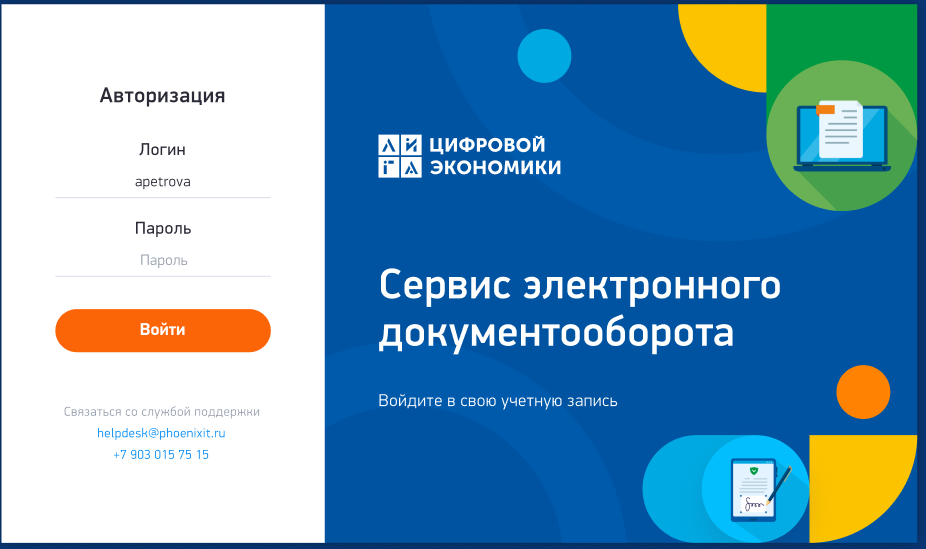 Авторизация
Логин
apetrova
Пароль
Пароль
Войти
Связаться со службой поддержки
helpdesk@phoenixit.ru
+7 903 015 75 15
ЛИГА ЦИФРОВОЙ
ЭКОНОМИКИ
Сервис электронного
документооборота
Войдите в свою учетную запись